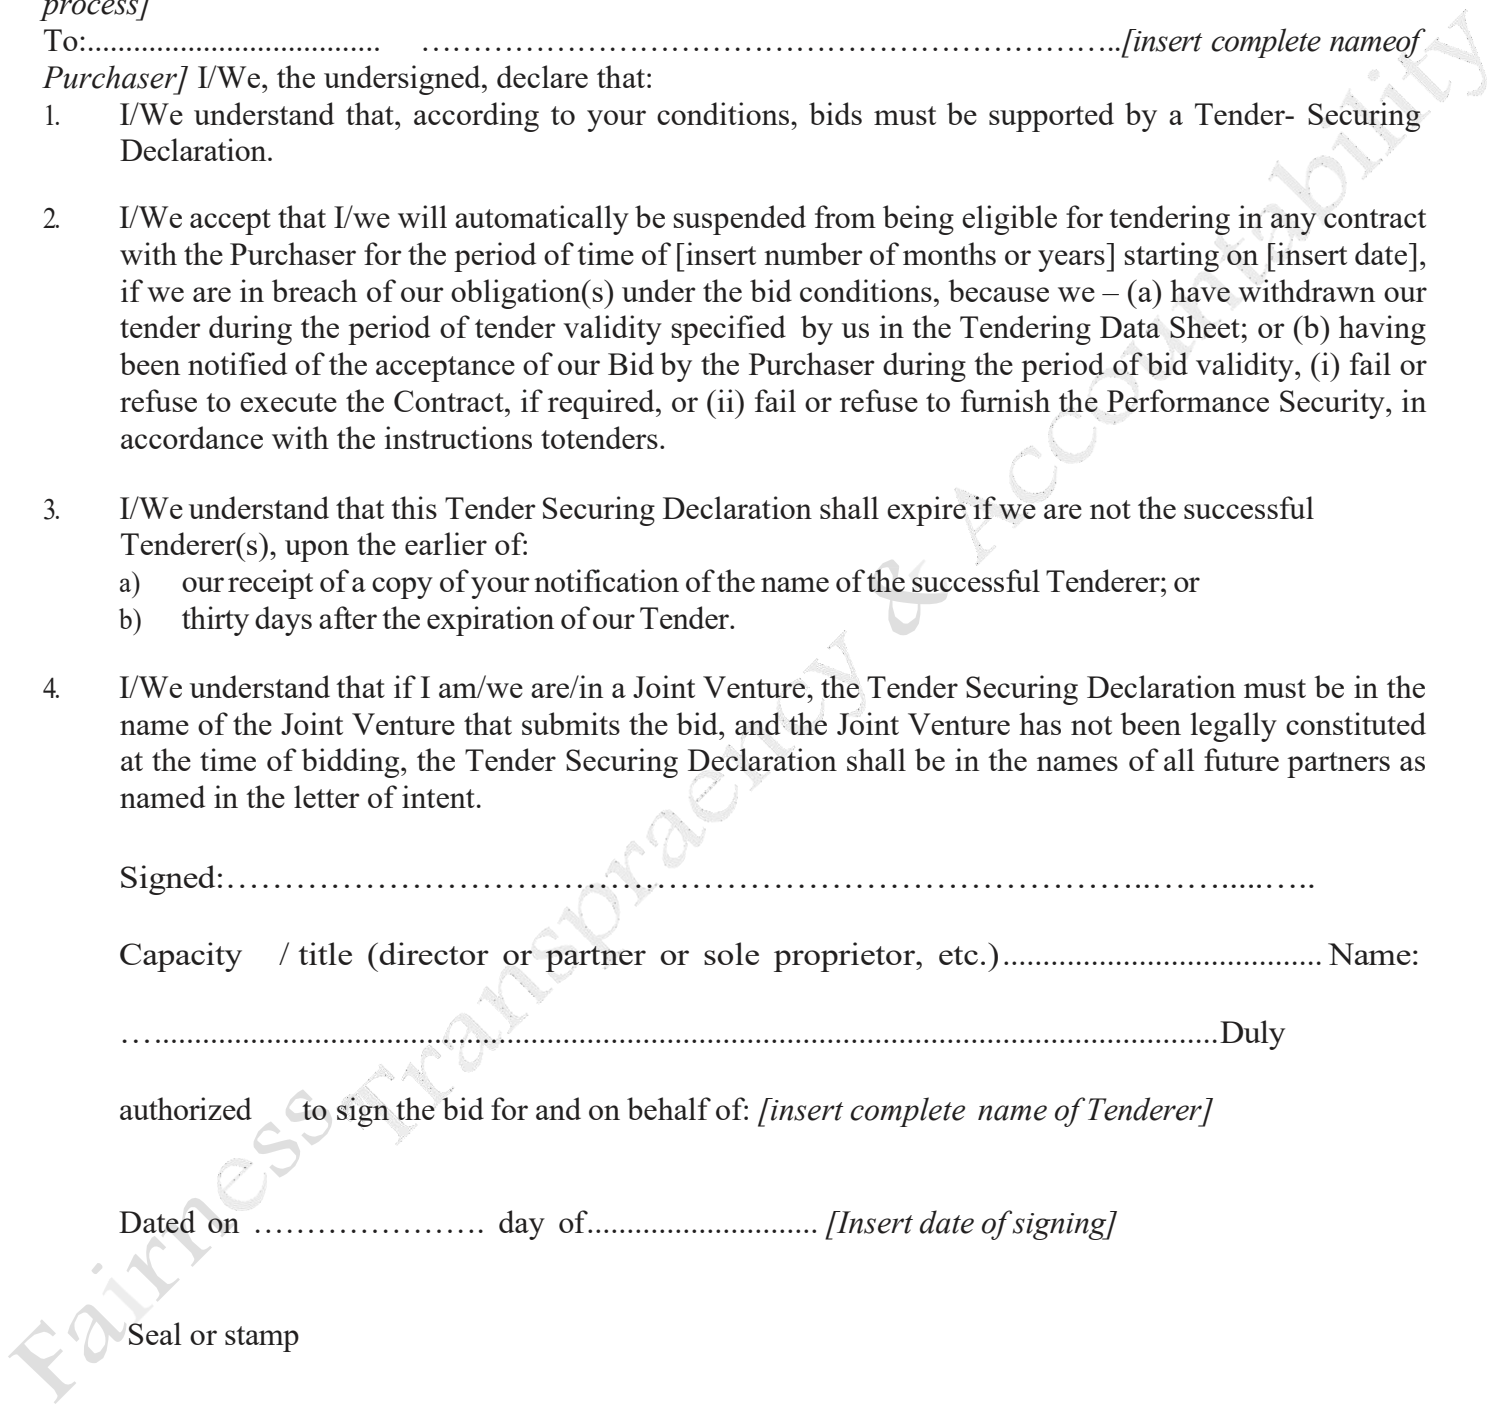 process]
To:..................................... ……………………………………………………………………..[insert complete nameof
Purchaser] I/We, the undersigned, declare that:
1. I/We understand that, according to your conditions, bids must be supported by a Tender- Securing
Declaration.
2. I/We accept that I/we will automatically be suspended from being eligible for tendering in any contract
with the Purchaser for the period of time of [insert number of months or years] starting on [insert date],
if we are in breach of our obligation(s) under the bid conditions, because we – (a) have withdrawn our
tender during the period of tender validity specified by us in the Tendering Data Sheet; or (b) having
been notified of the acceptance of our Bid by the Purchaser during the period of bid validity, (i) fail or
refuse to execute the Contract, if required, or (ii) fail or refuse to furnish the Performance Security, in
accordance with the instructions totenders.
3. I/We understand that this Tender Securing Declaration shall expire if we are not the successful
Tenderer(s), upon the earlier of:
a) our receipt of a copy of your notification of the name of the successful Tenderer; or
b) thirty days after the expiration of our Tender.
4. I/We understand that if I am/we are/in a Joint Venture, the Tender Securing Declaration must be in the
name of the Joint Venture that submits the bid, and the Joint Venture has not been legally constituted
at the time of bidding, the Tender Securing Declaration shall be in the names of all future partners as
named in the letter of intent.
Signed:……………………………………………………………………………….…….....…..
Capacity / title (director or partner or sole proprietor, etc.)........................................ Name:
…......................................................................................................................................Duly
authorized to sign the bid for and on behalf of: [insert complete name of Tenderer]
Dated on …………………. day of.............................. [Insert date of signing]
Seal or stamp
Fairness Transpraency & Accountability